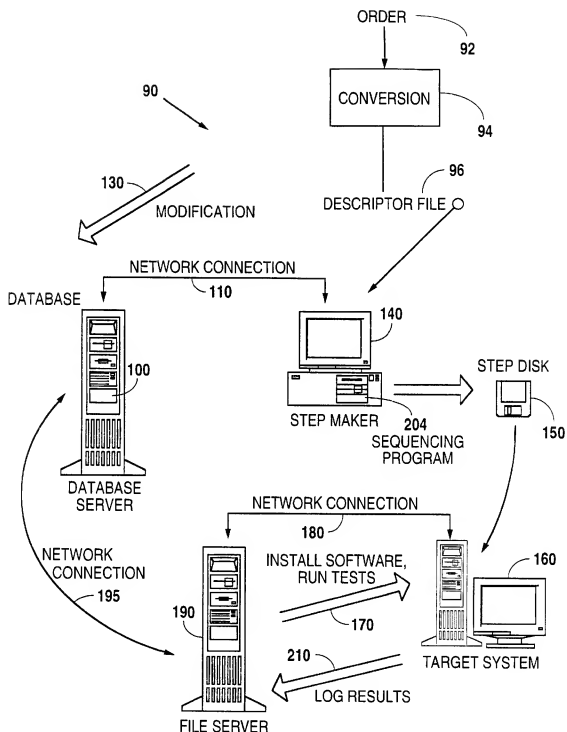 ORDER
92
CONVERSION
94
90
96
DESCRIPTOR FILE
130
MODIFICATION
NETWORK CONNECTION
110
DATABASE
140
100
STEP DISK
204
STEP MAKER
SEQUENCING
PROGRAM
150
DATABASE
SERVER
NETWORK CONNECTION
180
NETWORK
CONNECTION
195
INSTALL SOFTWARE,
RUN TESTS
160
190
170
210
TARGET SYSTEM
LOG RESULTS
FILE SERVER